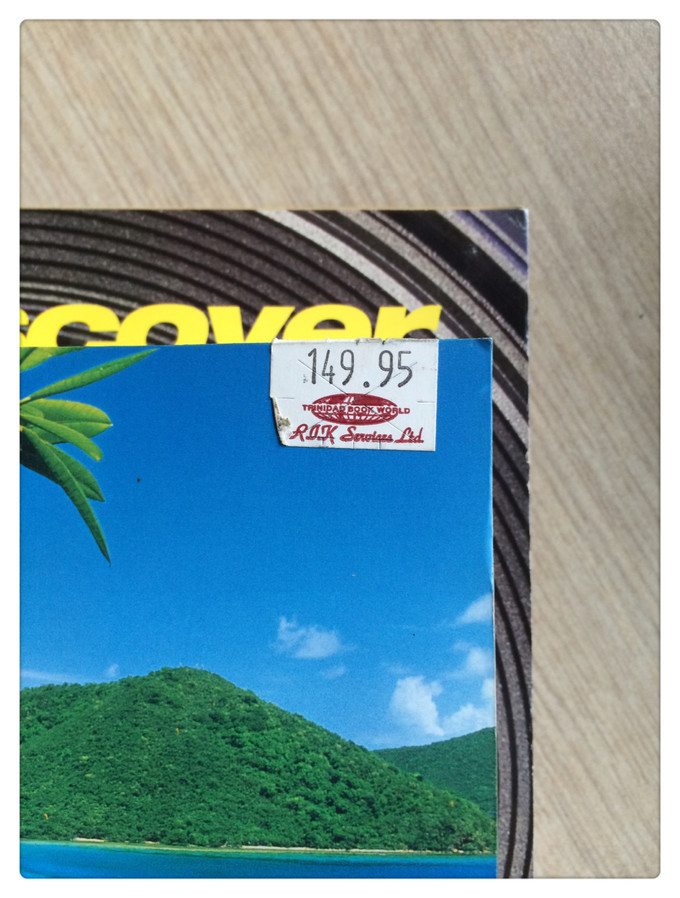 scover
149.95
TRINIDAD BOOK WORLD
R.I.K Services Ltd.